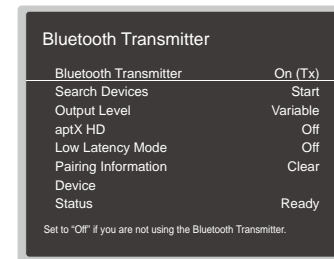 Bluetooth Transmitter
Bluetooth Transmitter On (Tx)
Search Devices Start
Output Level Variable
aptX HD Off
Low Latency Mode Off
Pairing Information Clear
Device
Status Ready
Set to “Off” if you are not using the Bluetooth Transmitter.